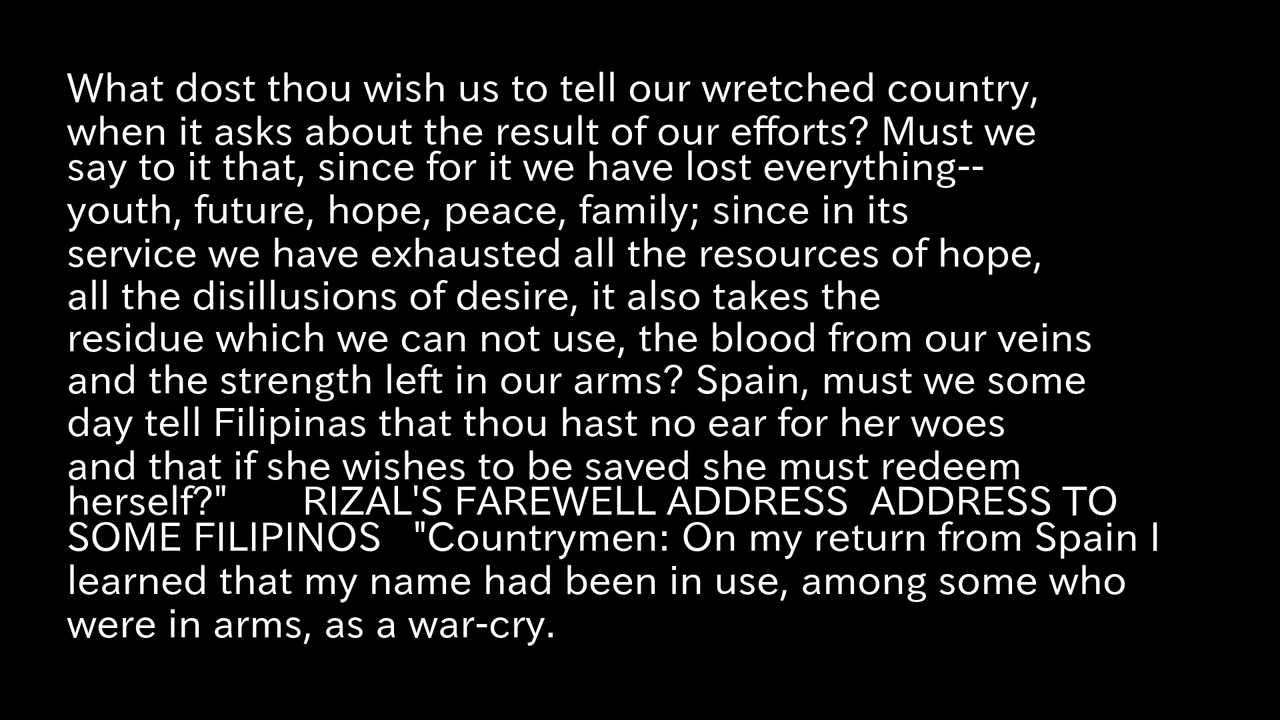 What dost thou wish us to tell our wretched country,
when it asks about the result of our efforts? Must we
say to it that, since for it we have lost everything--
youth, future, hope, peace, family; since in its
service we have exhausted all the resources of hope,
all the disillusions of desire, it also takes the
residue which we can not use, the blood from our veins
and the strength left in our arms? Spain, must we some
day tell Filipinas that thou hast no ear for her woes
and that if she wishes to be saved she must redeem
herself?" RIZAL'S FAREWELL ADDRESS ADDRESS TO
SOME FILIPINOS "Countrymen: On my return from Spain I
learned that my name had been in use, among some who
were in arms, as a war-cry.